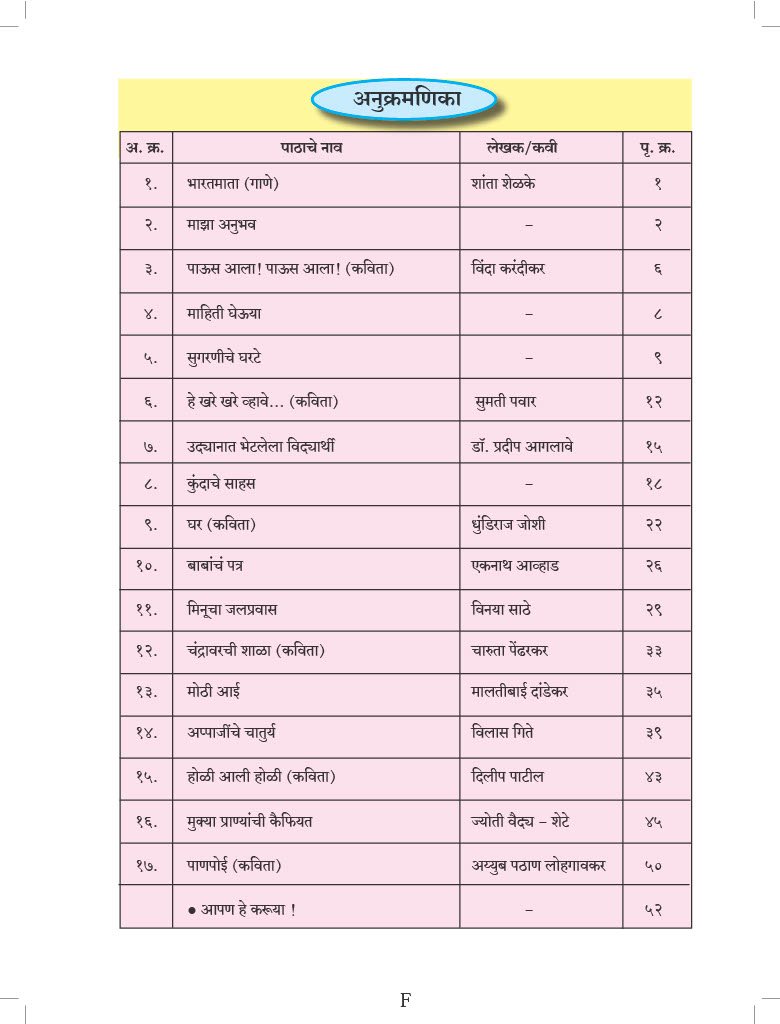 अनुक्रमणिका
अ. क्र. पाठाचे नाव लेखक/कवी पृ. क्र.
१. भारतमाता (गाणे) शांता शेळके १
२. माझा अनुभव – २
३. पाऊस आला! पाऊस आला! (कविता) विंदा करंदीकर ६
४. माहिती घेऊया – ८
५. सुगरणीचे घरटे – ९
६. हे खरे खरे व्हावे... (कविता) सुमती पवार १२
७. उद्यानात भेटलेला विद्यार्थी डॉ. प्रदीप आगलावे १५
८. कुंदाचे साहस – १८
९. घर (कविता) धुंडिराज जोशी २२
१०. बाबांचं पत्र एकनाथ आव्हाड २६
११. मिनूचा जलप्रवास विनया साठे २९
१२. चंद्रावरची शाळा (कविता) चारुता पेंढरकर ३३
१३. मोठी आई मालतीबाई दांडेकर ३५
१४. अप्पाजींचे चातुर्य विलास गिते ३९
१५. होळी आली होळी (कविता) दिलीप पाटील ४३
१६. मुक्या प्राण्यांची कैफियत ज्योती वैद्य – शेटे ४५
१७. पाणपोई (कविता) अय्युब पठाण लोहगावकर ५०
● आपण हे करूया ! – ५२
F